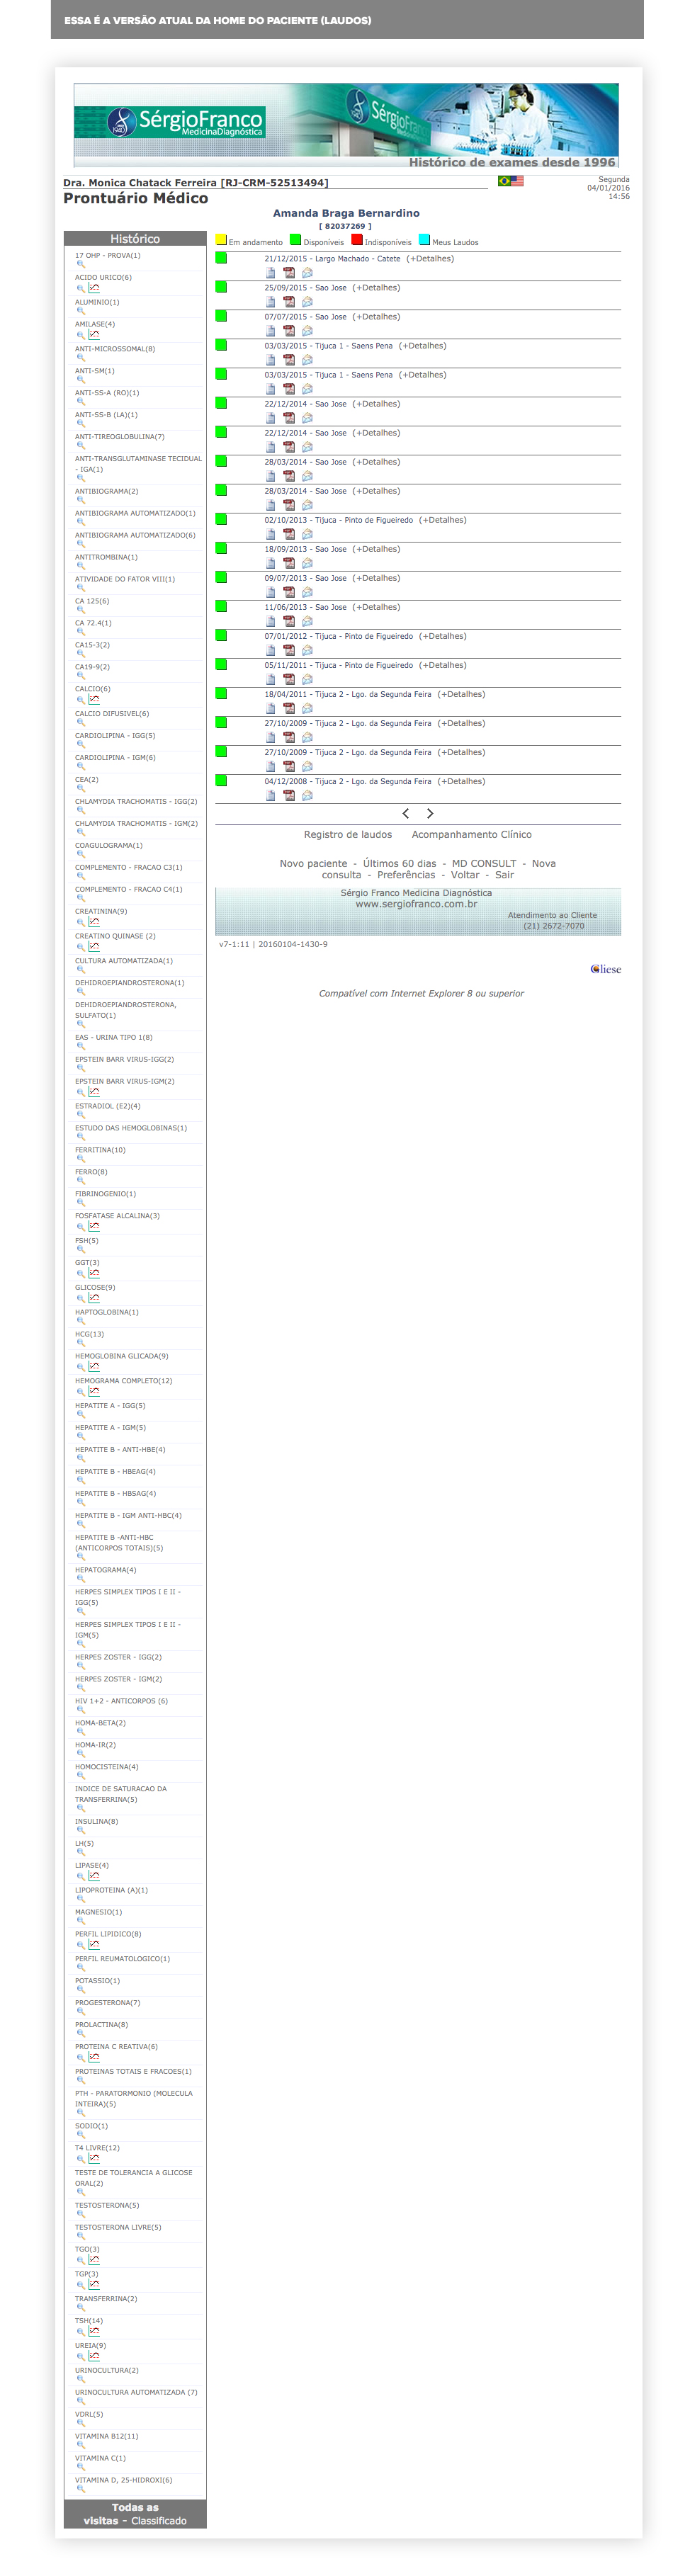 ESSA É A VERSÃO ATUAL DA HOME DO PACIENTE (LAUDOS)
SérgioFranco
MedicinaDiagnóstica
SérgioFranco
Histórico de exames desde 1996
Dra. Monica Chatack Ferreira [RJ-CRM-52513494]
Segunda
04/01/2016
14:56
Prontuário Médico
Amanda Braga Bernardino
[ 82037269 ]
Histórico
17 OHP - PROVA(1)
ACIDO URICO(6)
ALUMINIO(1)
AMILASE(4)
ANTI-MICROSSOMAL(8)
ANTI-SM(1)
ANTI-SS-A (RO)(1)
ANTI-SS-B (LA)(1)
ANTI-TIREOGLOBULINA(7)
ANTI-TRANSGLUTAMINASE TECIDUAL
- IGA(1)
ANTIBIOGRAMA(2)
ANTIBIOGRAMA AUTOMATIZADO(1)
ANTIBIOGRAMA AUTOMATIZADO(6)
ANTITROMBINA(1)
ATIVIDADE DO FATOR VIII(1)
CA 125(6)
CA 72.4(1)
CA15-3(2)
CA19-9(2)
CALCIO(6)
CALCIO DIFUSIVEL(6)
CARDIOLIPINA - IGG(5)
CARDIOLIPINA - IGM(6)
CEA(2)
CHLAMYDIA TRACHOMATIS - IGG(2)
CHLAMYDIA TRACHOMATIS - IGM(2)
COAGULOGRAMA(1)
COMPLEMENTO - FRACAO C3(1)
COMPLEMENTO - FRACAO C4(1)
CREATININA(9)
CREATINO QUINASE (2)
CULTURA AUTOMATIZADA(1)
DEHIDROEPIANDROSTERONA(1)
DEHIDROEPIANDROSTERONA,
SULFATO(1)
EAS - URINA TIPO 1(8)
EPSTEIN BARR VIRUS-IGG(2)
EPSTEIN BARR VIRUS-IGM(2)
ESTRADIOL (E2)(4)
ESTUDO DAS HEMOGLOBINAS(1)
FERRITINA(10)
FERRO(8)
FIBRINOGENIO(1)
FOSFATASE ALCALINA(3)
FSH(5)
GGT(3)
GLICOSE(9)
HAPTOGLOBINA(1)
HCG(13)
HEMOGLOBINA GLICADA(9)
HEMOGRAMA COMPLETO(12)
HEPATITE A - IGG(5)
HEPATITE A - IGM(5)
HEPATITE B - ANTI-HBE(4)
HEPATITE B - HBEAG(4)
HEPATITE B - HBSAG(4)
HEPATITE B - IGM ANTI-HBC(4)
HEPATITE B -ANTI-HBC
(ANTICORPOS TOTAIS)(5)
HEPATOGRAMA(4)
HERPES SIMPLEX TIPOS I E II -
IGG(5)
HERPES SIMPLEX TIPOS I E II -
IGM(5)
HERPES ZOSTER - IGG(2)
HERPES ZOSTER - IGM(2)
HIV 1+2 - ANTICORPOS (6)
HOMA-BETA(2)
HOMA-IR(2)
HOMOCISTEINA(4)
INDICE DE SATURACAO DA
TRANSFERRINA(5)
INSULINA(8)
LH(5)
LIPASE(4)
LIPOPROTEINA (A)(1)
MAGNESIO(1)
PERFIL LIPIDICO(8)
PERFIL REUMATOLOGICO(1)
POTASSIO(1)
PROGESTERONA(7)
PROLACTINA(8)
PROTEINA C REATIVA(6)
PROTEINAS TOTAIS E FRACOES(1)
PTH - PARATORMONIO (MOLECULA
INTEIRA)(5)
SODIO(1)
T4 LIVRE(12)
TESTE DE TOLERANCIA A GLICOSE
ORAL(2)
TESTOSTERONA(5)
TESTOSTERONA LIVRE(5)
TGO(3)
TGP(3)
TRANSFERRINA(2)
TSH(14)
UREIA(9)
URINOCULTURA(2)
URINOCULTURA AUTOMATIZADA (7)
VDRL(5)
VITAMINA B12(11)
VITAMINA C(1)
VITAMINA D, 25-HIDROXI(6)
Todas as
visitas - Classificado
Em andamento Disponíveis Indisponíveis Meus Laudos
21/12/2015 - Largo Machado - Catete (+Detalhes)
25/09/2015 - Sao Jose (+Detalhes)
07/07/2015 - Sao Jose (+Detalhes)
03/03/2015 - Tijuca 1 - Saens Pena (+Detalhes)
03/03/2015 - Tijuca 1 - Saens Pena (+Detalhes)
22/12/2014 - Sao Jose (+Detalhes)
22/12/2014 - Sao Jose (+Detalhes)
28/03/2014 - Sao Jose (+Detalhes)
28/03/2014 - Sao Jose (+Detalhes)
02/10/2013 - Tijuca - Pinto de Figueiredo (+Detalhes)
18/09/2013 - Sao Jose (+Detalhes)
09/07/2013 - Sao Jose (+Detalhes)
11/06/2013 - Sao Jose (+Detalhes)
07/01/2012 - Tijuca - Pinto de Figueiredo (+Detalhes)
05/11/2011 - Tijuca - Pinto de Figueiredo (+Detalhes)
18/04/2011 - Tijuca 2 - Lgo. da Segunda Feira (+Detalhes)
27/10/2009 - Tijuca 2 - Lgo. da Segunda Feira (+Detalhes)
27/10/2009 - Tijuca 2 - Lgo. da Segunda Feira (+Detalhes)
04/12/2008 - Tijuca 2 - Lgo. da Segunda Feira (+Detalhes)
Registro de laudos Acompanhamento Clínico
Novo paciente - Últimos 60 dias - MD CONSULT - Nova
consulta - Preferências - Voltar - Sair
Sérgio Franco Medicina Diagnóstica
www.sergiofranco.com.br
Atendimento ao Cliente
(21) 2672-7070
v7-1:11 | 20160104-1430-9
Gliese
Compatível com Internet Explorer 8 ou superior